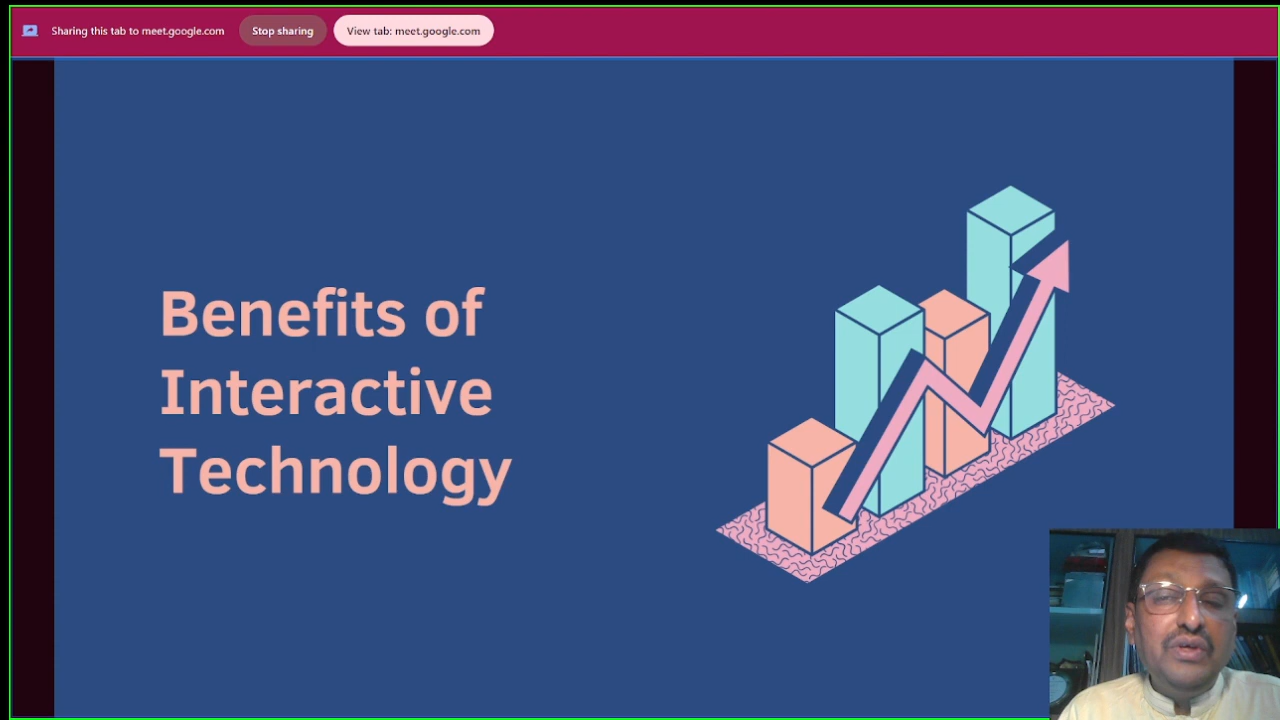 Sharing this tab to meet.google.com Stop sharing View tab: meet.google.com
Benefits of
Interactive
Technology